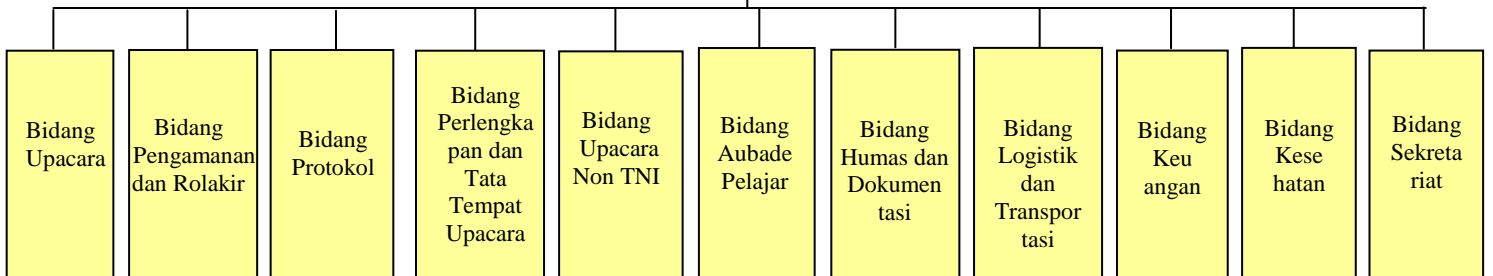 Bidang
Upacara
Bidang
Pengamanan
dan Rolakir
Bidang
Protokol
Bidang
Perlengka
pan dan
Tata
Tempat
Upacara
Bidang
Upacara
Non TNI
Bidang
Aubade
Pelajar
Bidang
Humas dan
Dokumen
tasi
Bidang
Logistik
dan
Transpor
tasi
Bidang
Keu
angan
Bidang
Kese
hatan
Bidang
Sekreta
riat